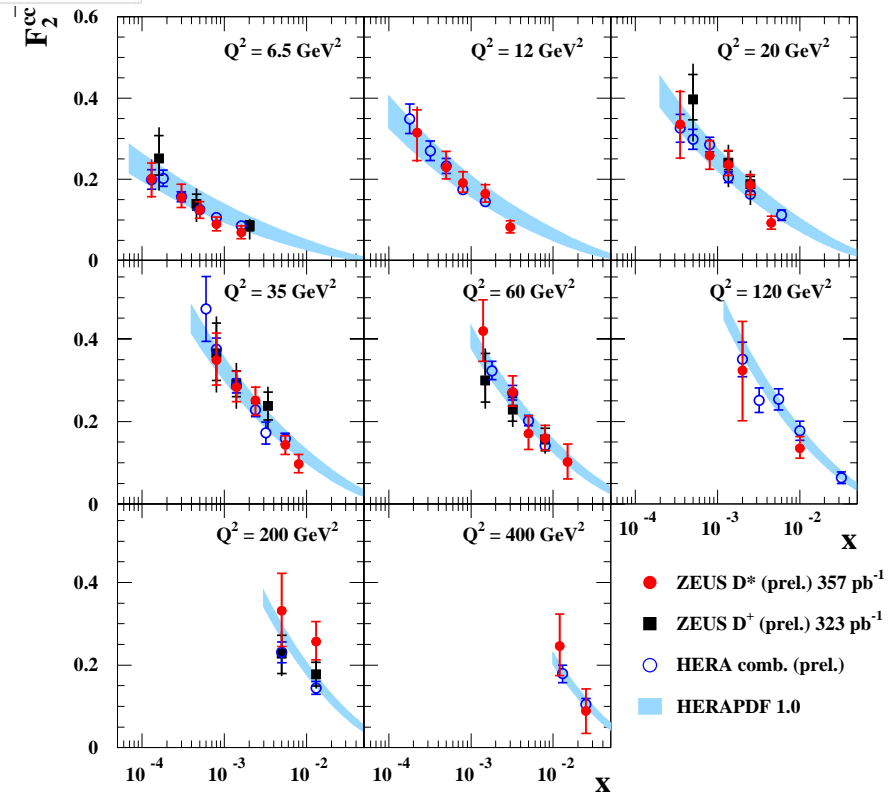 F₂^cc̄
0.6
Q² = 6.5 GeV²
Q² = 12 GeV²
Q² = 20 GeV²
0.4
0.2
0
Q² = 35 GeV²
Q² = 60 GeV²
Q² = 120 GeV²
0.4
0.2
0
10⁻⁴ 10⁻³ 10⁻²
x
Q² = 200 GeV²
Q² = 400 GeV²
0.4
0.2
0
10⁻⁴ 10⁻³ 10⁻²
10⁻⁴ 10⁻³ 10⁻²
x
ZEUS D* (prel.) 357 pb⁻¹
ZEUS D⁺ (prel.) 323 pb⁻¹
HERA comb. (prel.)
HERAPDF 1.0